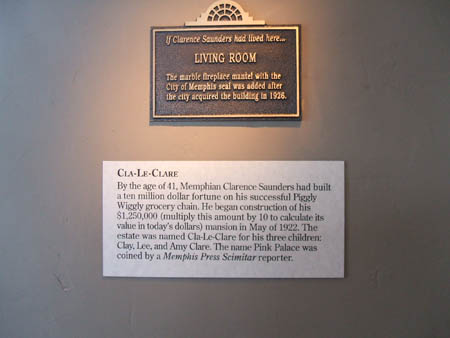 If Clarence Saunders had lived here...
LIVING ROOM
The marble fireplace mantel with the
City of Memphis seal was added after
the city acquired the building in 1926.
CLA-LE-CLARE
By the age of 41, Memphian Clarence Saunders had built
a ten million dollar fortune on his successful Piggly
Wiggly grocery chain. He began construction of his
$1,250,000 (multiply this amount by 10 to calculate its
value in today's dollars) mansion in May of 1922. The
estate was named Cla-Le-Clare for his three children:
Clay, Lee, and Amy Clare. The name Pink Palace was
coined by a Memphis Press Scimitar reporter.